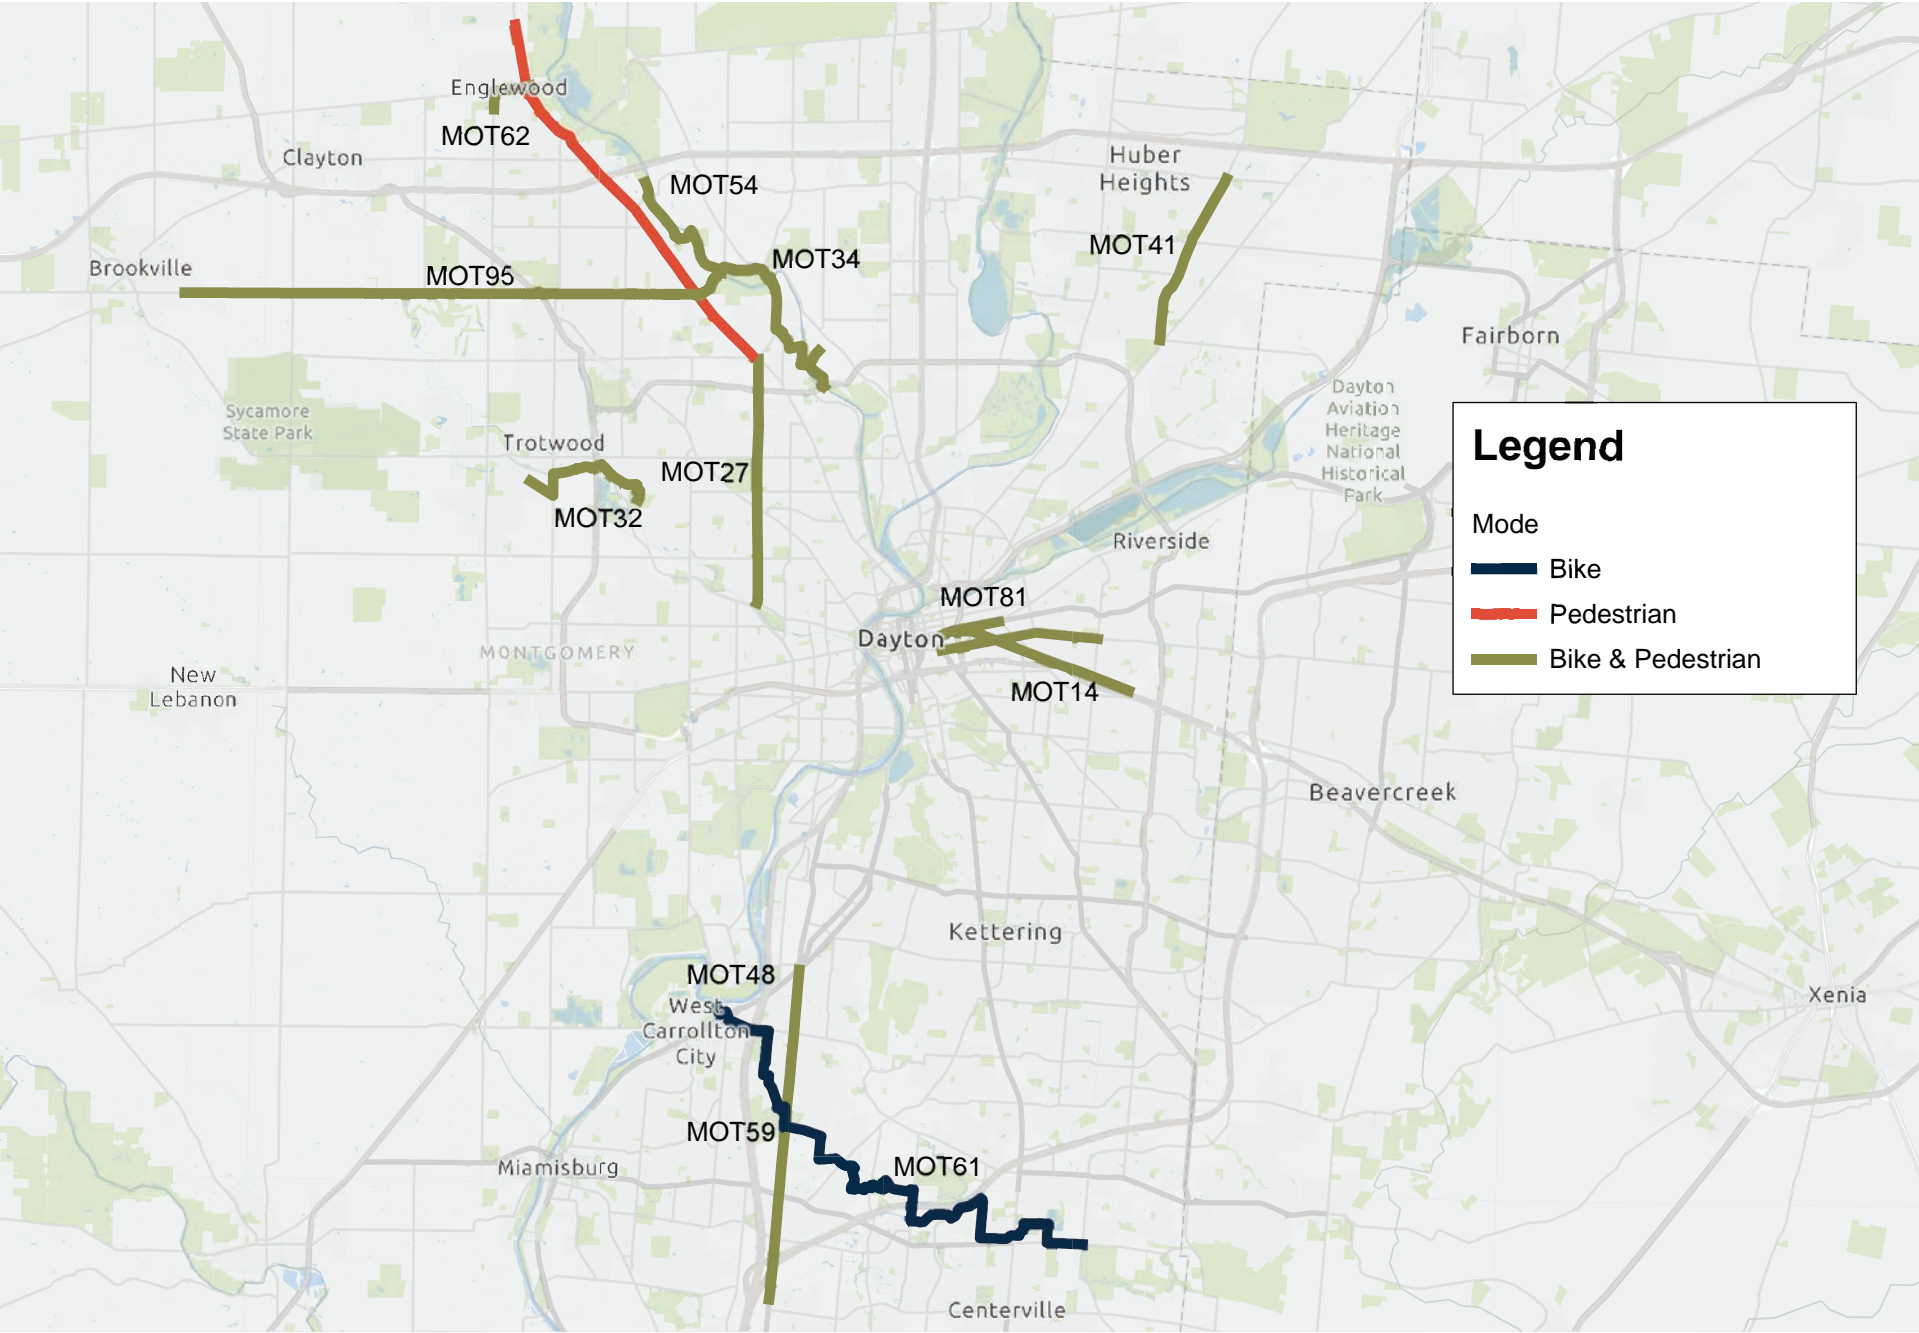 Englewood
MOT62
Clayton
MOT54
Huber
Heights
MOT41
MOT34
Brookville
MOT95
Fairborn
Sycamore
State Park
Trotwood
MOT27
MOT32
Dayton
Aviation
Heritage
National
Historical
Park
Legend
Mode
Bike
Pedestrian
Bike & Pedestrian
Riverside
MOT81
Dayton
MONTGOMERY
New
Lebanon
MOT14
Beavercreek
Kettering
MOT48
West
Carrollton
City
Xenia
MOT59
Miamisburg
MOT61
Centerville